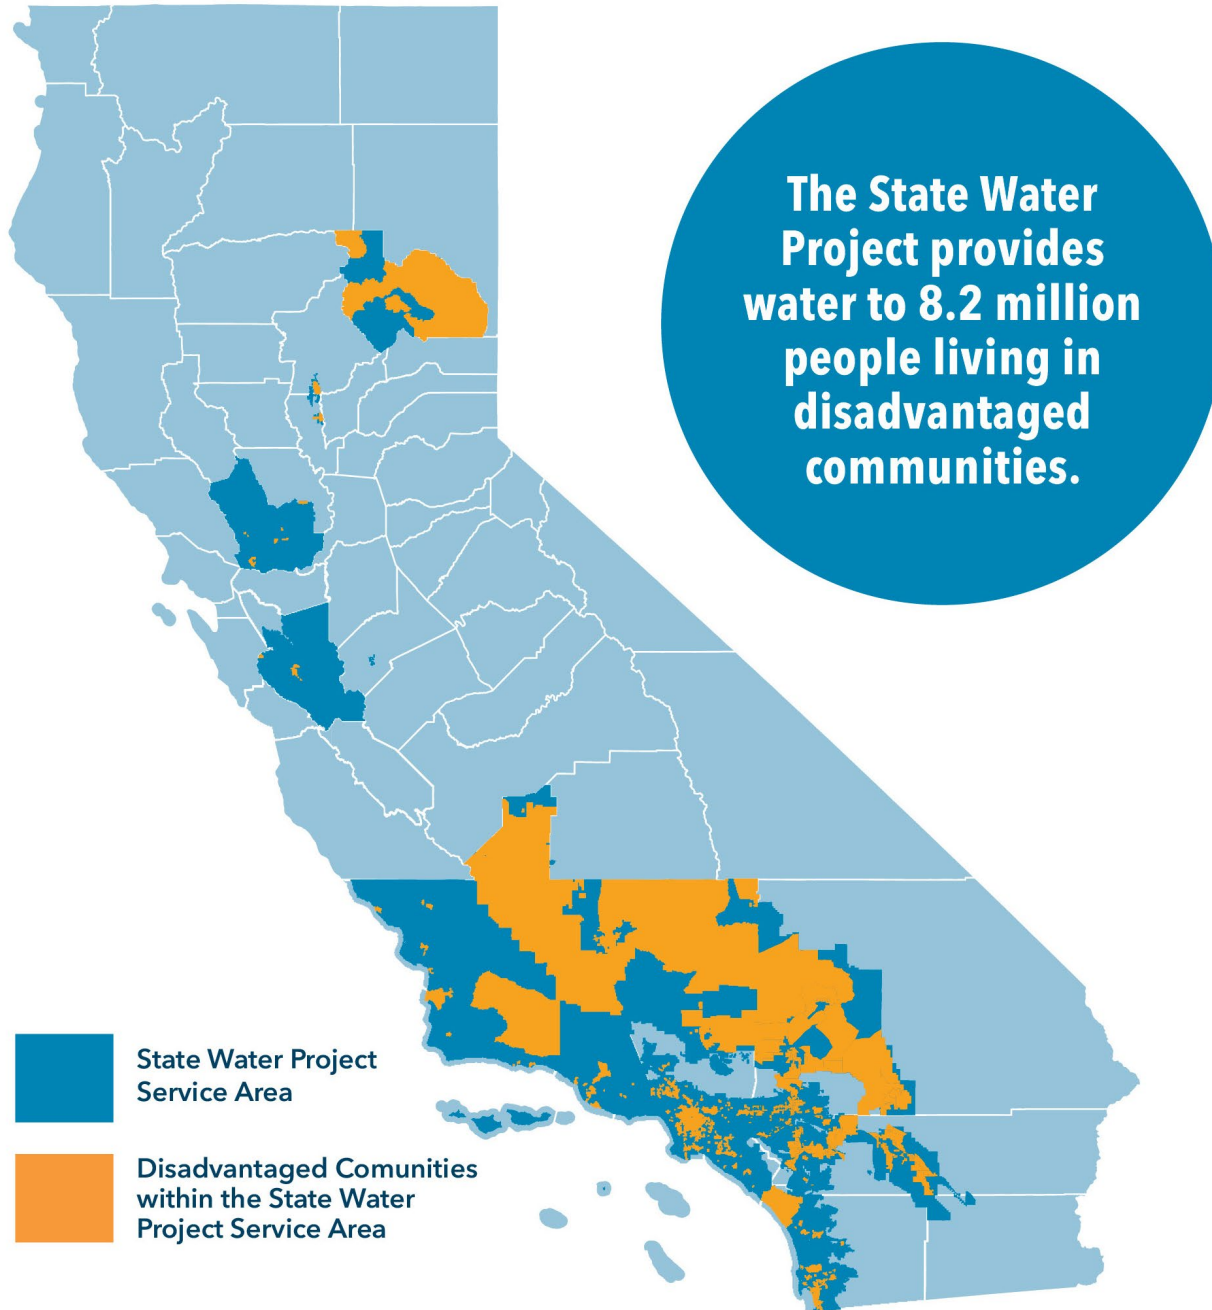 The State Water
Project provides
water to 8.2 million
people living in
disadvantaged
communities.
State Water Project
Service Area
Disadvantaged Comunities
within the State Water
Project Service Area